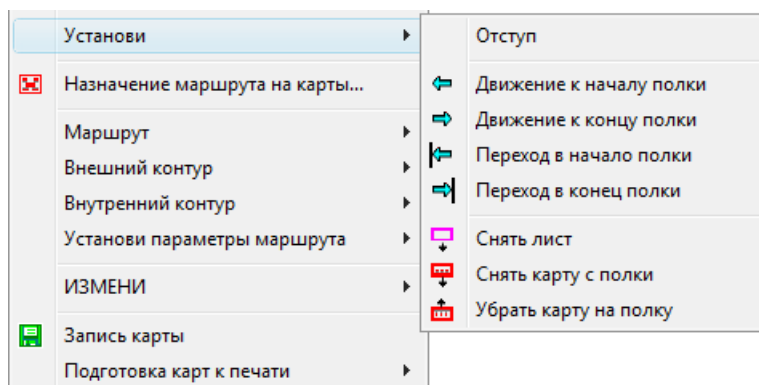 Установи
Назначение маршрута на карты...
Маршрут
Внешний контур
Внутренний контур
Установи параметры маршрута
ИЗМЕНИ
Запись карты
Подготовка карт к печати
Отступ
Движение к началу полки
Движение к концу полки
Переход в начало полки
Переход в конец полки
Снять лист
Снять карту с полки
Убрать карту на полку